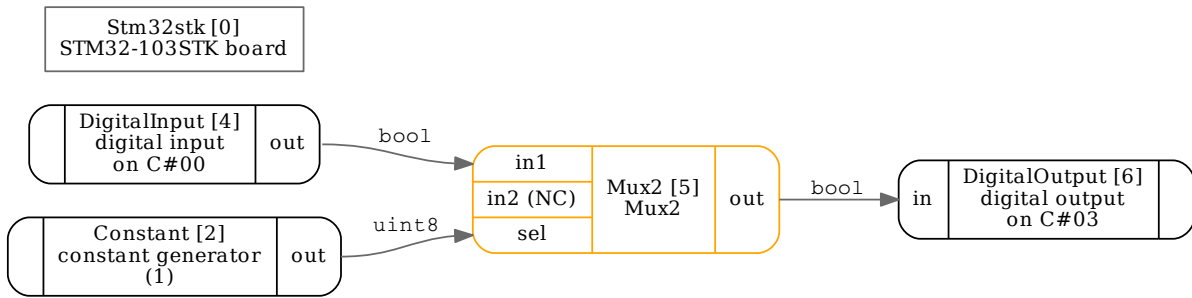 Stm32stk [0]
STM32-103STK board
DigitalInput [4]
digital input
on C#00
out
bool
Constant [2]
constant generator
(1)
out
uint8
in1
in2 (NC)
sel
Mux2 [5]
Mux2
out
bool
in
DigitalOutput [6]
digital output
on C#03